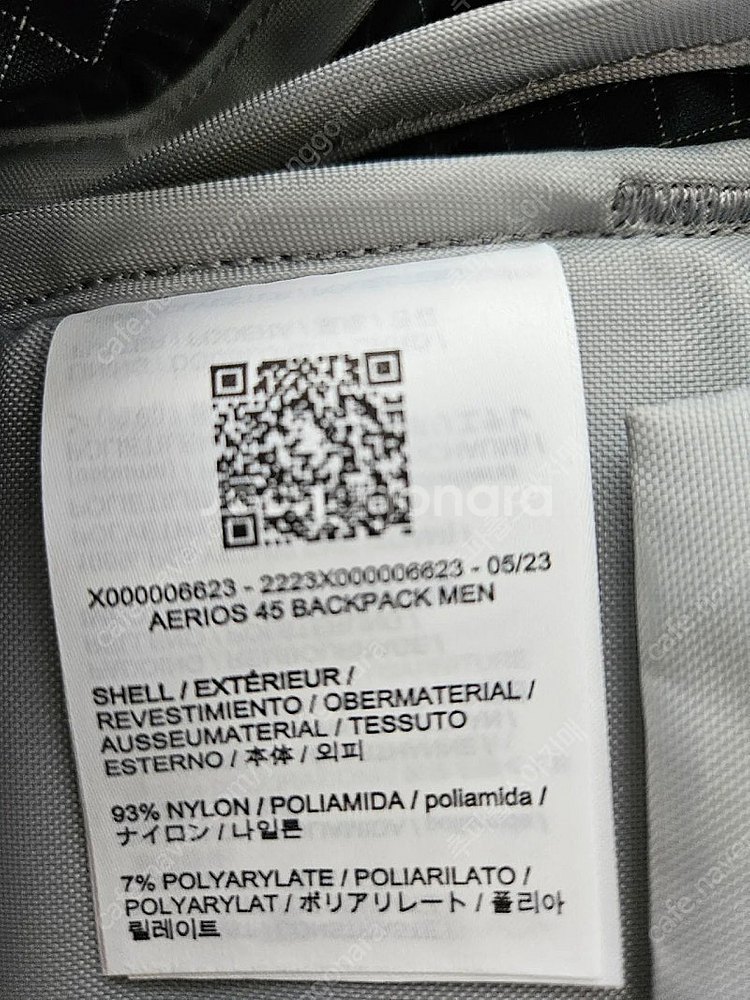 X000006623 - 2223X000006623 - 05/23
AERIOS 45 BACKPACK MEN
SHELL / EXTÉRIEUR /
REVESTIMIENTO / OBERMATERIAL /
AUSSEUMATERIAL / TESSUTO
ESTERNO / 本体 / 외피
93% NYLON / POLIAMIDA / poliamida /
ナイロン / 나일론
7% POLYARYLATE / POLIARILATO /
POLYARYLAT / ポリアリレート / 폴리아
릴레이트